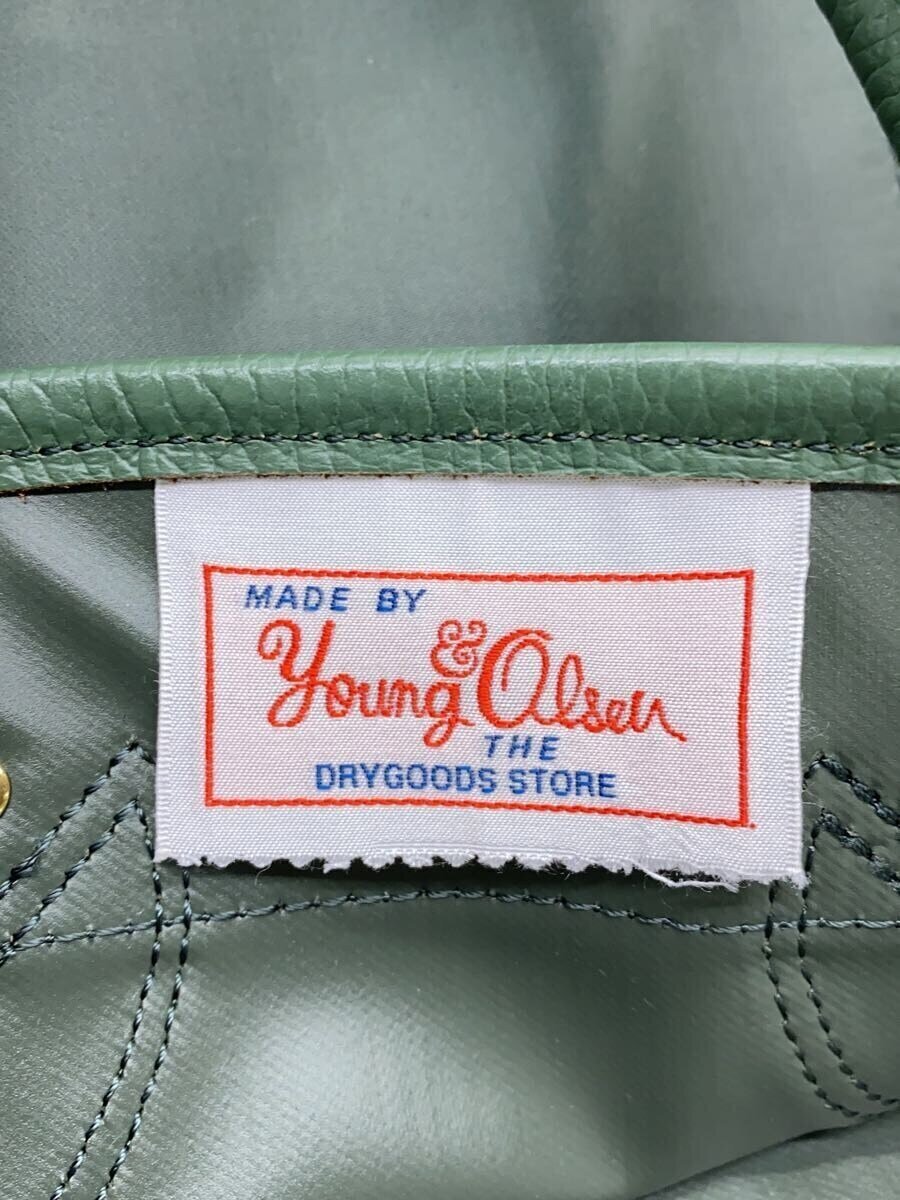 MADE BY
Young & Olsen
THE
DRYGOODS STORE